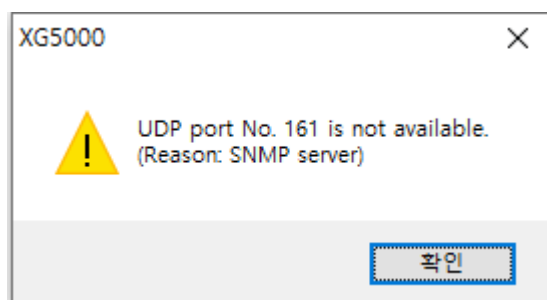 XG5000
UDP port No. 161 is not available.
(Reason: SNMP server)
확인